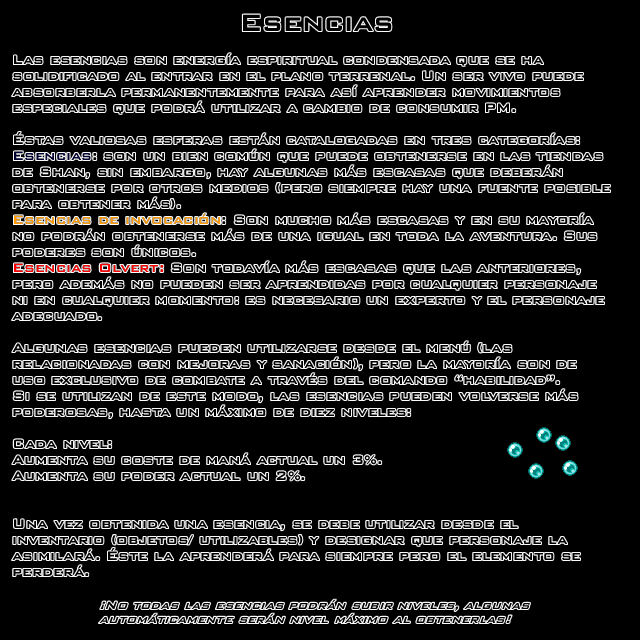 Esencias
Las esencias son energía espiritual condensada que se ha
solidificado al entrar en el plano terrenal. Un ser vivo puede
absorberla permanentemente para así aprender movimientos
especiales que podrá utilizar a cambio de consumir PM.
Éstas valiosas esferas están catalogadas en tres categorías:
Esencias: son un bien común que puede obtenerse en las tiendas
de Shan, sin embargo, hay algunas más escasas que deberán
obtenerse por otros medios (pero siempre hay una fuente posible
para obtener más).
Esencias de invocación: Son mucho más escasas y en su mayoría
no podrán obtenerse más de una igual en toda la aventura. Sus
poderes son únicos.
Esencias Olvert: Son todavía más escasas que las anteriores,
pero además no pueden ser aprendidas por cualquier personaje
ni en cualquier momento: es necesario un experto y el personaje
adecuado.
Algunas esencias pueden utilizarse desde el menú (las
relacionadas con mejoras y sanación), pero la mayoría son de
uso exclusivo de combate a través del comando “habilidad”.
Si se utilizan de este modo, las esencias pueden volverse más
poderosas, hasta un máximo de diez niveles:
Cada nivel:
Aumenta su coste de maná actual un 3%.
Aumenta su poder actual un 2%.
Una vez obtenida una esencia, se debe utilizar desde el
inventario (objetos/ utilizables) y designar que personaje la
asimilará. Éste la aprenderá para siempre pero el elemento se
perderá.
¡No todas las esencias podrán subir niveles, algunas
automáticamente serán nivel máximo al obtenerlas!